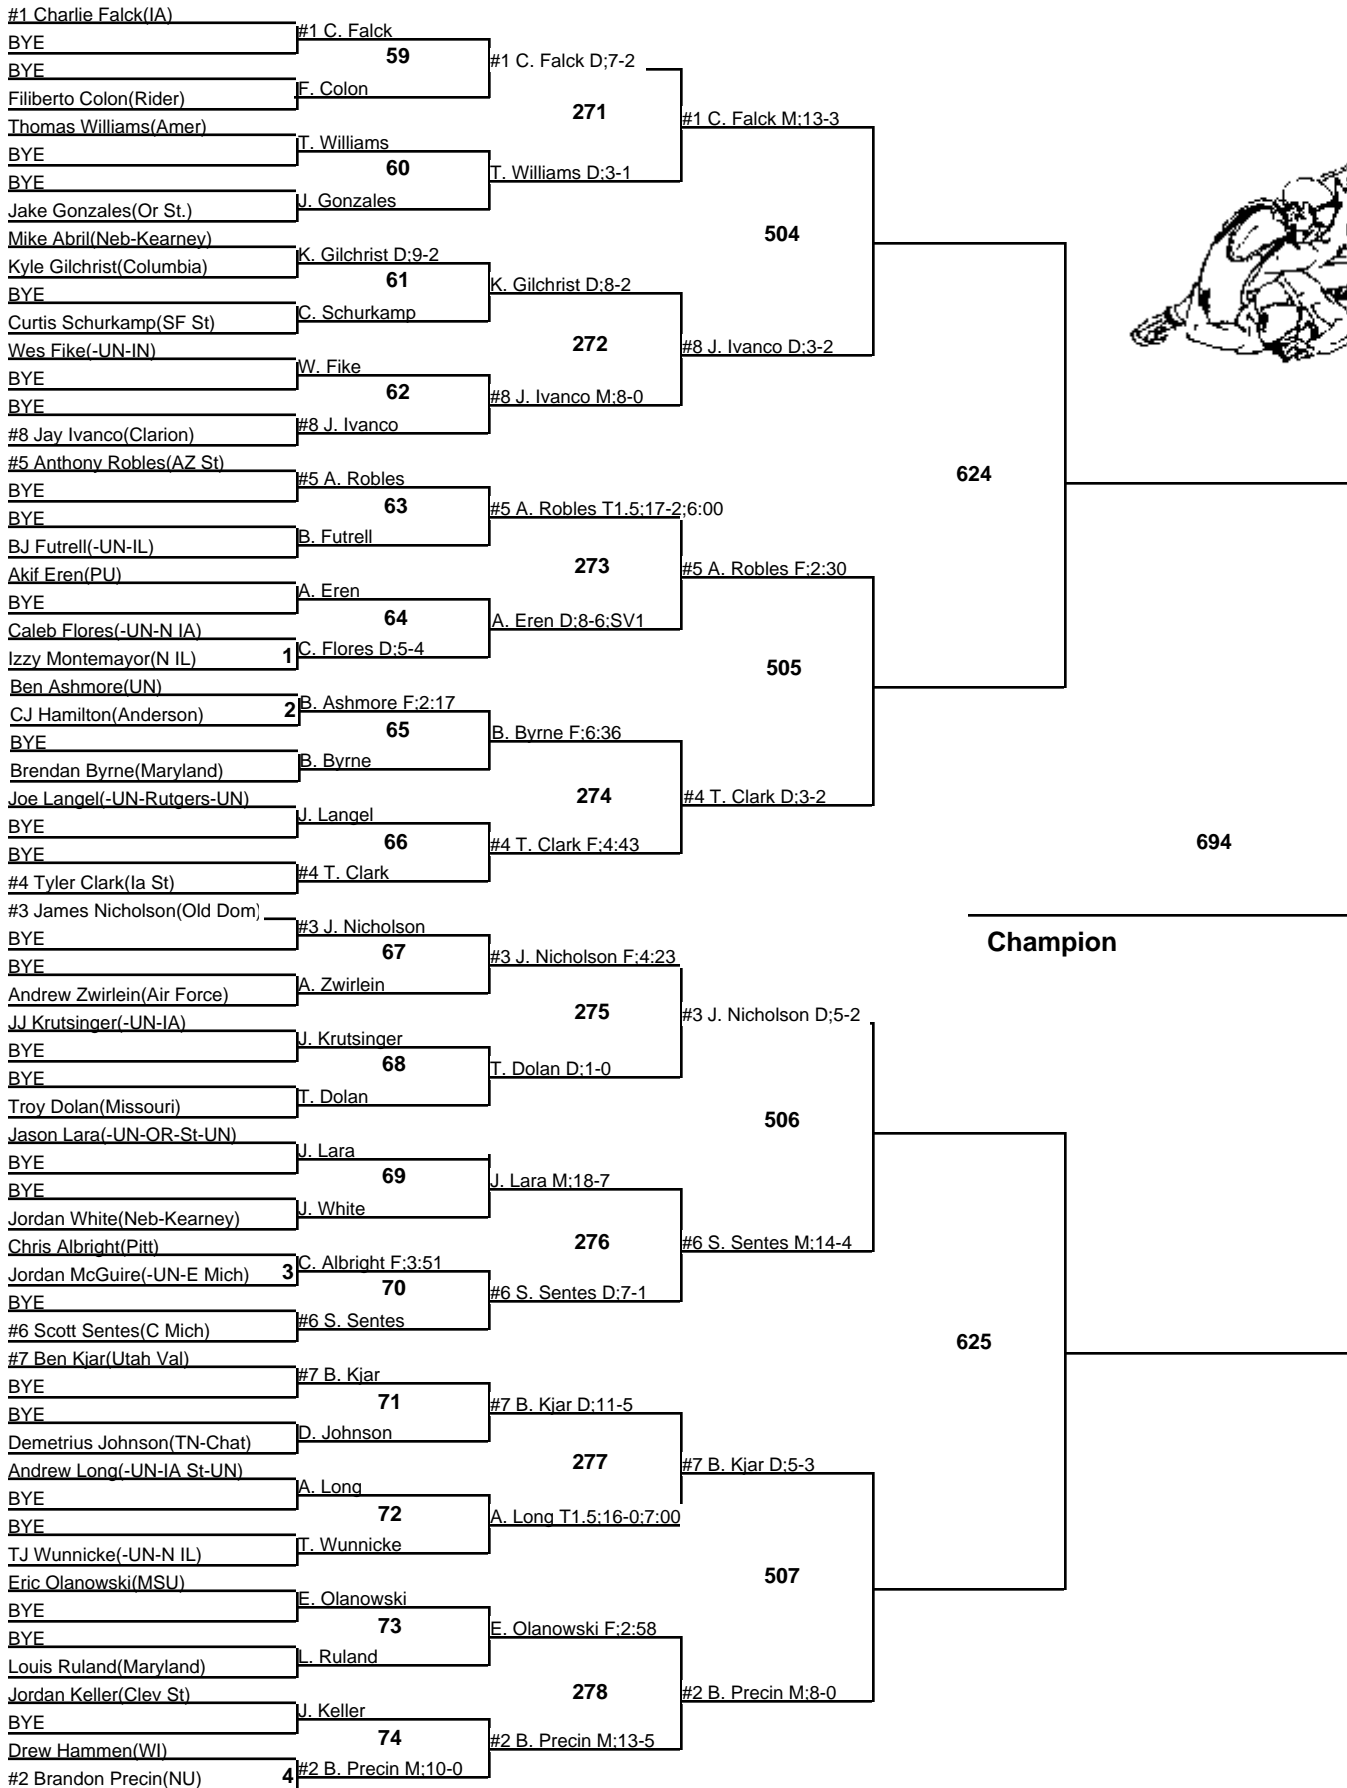 #1 Charlie Falck(IA)
BYE
BYE
Filiberto Colon(Rider)
Thomas Williams(Amer)
BYE
BYE
Jake Gonzales(Or St.)
Mike Abril(Neb-Kearney)
Kyle Gilchrist(Columbia)
BYE
Curtis Schurkamp(SF St)
Wes Fike(-UN-IN)
BYE
BYE
#8 Jay Ivanco(Clarion)
#5 Anthony Robles(AZ St)
BYE
BYE
BJ Futrell(-UN-IL)
Akif Eren(PU)
BYE
Caleb Flores(-UN-N IA)
Izzy Montemayor(N IL)
1
Ben Ashmore(UN)
CJ Hamilton(Anderson)
2
BYE
Brendan Byrne(Maryland)
Joe Langel(-UN-Rutgers-UN)
BYE
BYE
#4 Tyler Clark(Ia St)
#3 James Nicholson(Old Dom)
BYE
BYE
Andrew Zwirlein(Air Force)
JJ Krutsinger(-UN-IA)
BYE
BYE
Troy Dolan(Missouri)
Jason Lara(-UN-OR-St-UN)
BYE
BYE
Jordan White(Neb-Kearney)
Chris Albright(Pitt)
Jordan McGuire(-UN-E Mich)
3
BYE
#6 Scott Sentes(C Mich)
#7 Ben Kjar(Utah Val)
BYE
BYE
Demetrius Johnson(TN-Chat)
Andrew Long(-UN-IA St-UN)
BYE
BYE
TJ Wunnicke(-UN-N IL)
Eric Olanowski(MSU)
BYE
BYE
Louis Ruland(Maryland)
Jordan Keller(Clev St)
BYE
Drew Hammen(WI)
#2 Brandon Precin(NU)
4
#1 C. Falck
59
F. Colon
T. Williams
60
J. Gonzales
K. Gilchrist D;9-2
61
C. Schurkamp
W. Fike
62
#8 J. Ivanco
#5 A. Robles
63
B. Futrell
A. Eren
64
C. Flores D;5-4
B. Ashmore F;2:17
65
B. Byrne
J. Langel
66
#4 T. Clark
#3 J. Nicholson
67
A. Zwirlein
J. Krutsinger
68
T. Dolan
J. Lara
69
J. White
C. Albright F;3:51
70
#6 S. Sentes
#7 B. Kjar
71
D. Johnson
A. Long
72
T. Wunnicke
E. Olanowski
73
L. Ruland
J. Keller
74
#2 B. Precin M;10-0
#1 C. Falck D;7-2
271
T. Williams D;3-1
K. Gilchrist D;8-2
272
#8 J. Ivanco M;8-0
#5 A. Robles T1.5;17-2;6:00
273
A. Eren D;8-6;SV1
B. Byrne F;6:36
274
#4 T. Clark F;4:43
#3 J. Nicholson F;4:23
275
T. Dolan D;1-0
J. Lara M;18-7
276
#6 S. Sentes D;7-1
#7 B. Kjar D;11-5
277
A. Long T1.5;16-0;7:00
E. Olanowski F;2:58
278
#2 B. Precin M;13-5
#1 C. Falck M;13-3
504
#8 J. Ivanco D;3-2
#5 A. Robles F;2:30
505
#4 T. Clark D;3-2
#3 J. Nicholson D;5-2
506
#6 S. Sentes M;14-4
#7 B. Kjar D;5-3
507
#2 B. Precin M;8-0
624
625
694
Champion